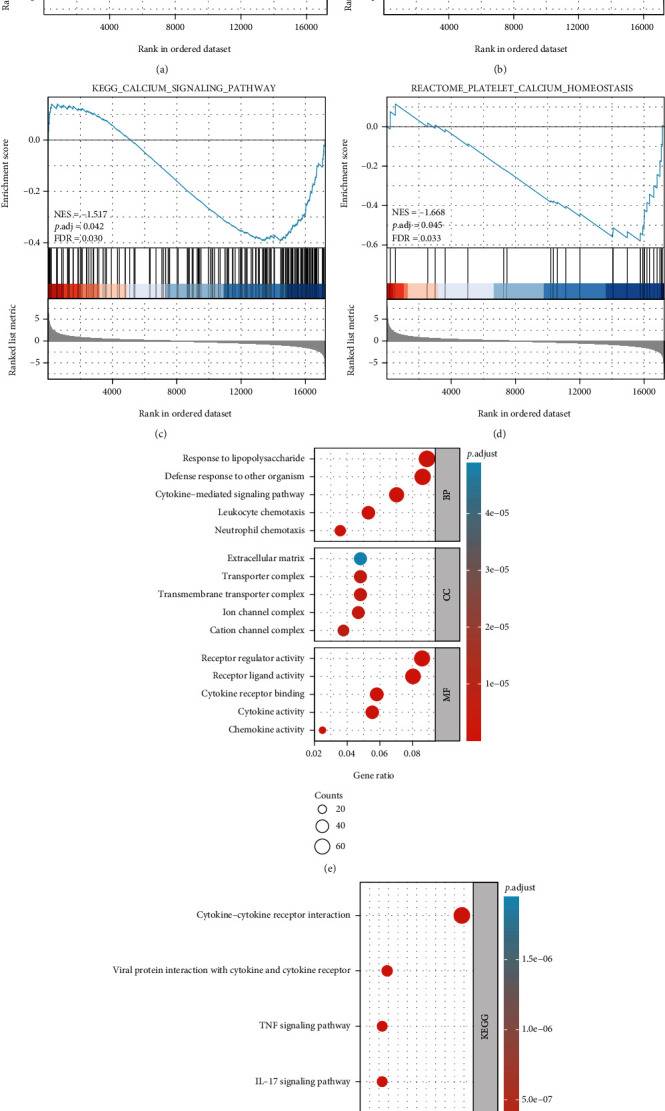 Ra
Ra
4000 8000 12000 16000
4000 8000 12000 16000
Rank in ordered dataset
Rank in ordered dataset
(a)
(b)
KEGG_CALCIUM_SIGNALING_PATHWAY
Enrichment score
0.0
−0.2
−0.4
NES = −1.517
p.adj = 0.042
FDR = 0.030
Ranked list metric
5
0
−5
4000 8000 12000 16000
Rank in ordered dataset
(c)
REACTOME_PLATELET_CALCIUM_HOMEOSTASIS
Enrichment score
0.0
−0.2
−0.4
−0.6
NES = −1.668
p.adj = 0.045
FDR = 0.033
Ranked list metric
5
0
−5
4000 8000 12000 16000
Rank in ordered dataset
(d)
Response to lipopolysaccharide
Defense response to other organism
Cytokine−mediated signaling pathway
Leukocyte chemotaxis
Neutrophil chemotaxis
BP
Extracellular matrix
Transporter complex
Transmembrane transporter complex
Ion channel complex
Cation channel complex
CC
Receptor regulator activity
Receptor ligand activity
Cytokine receptor binding
Cytokine activity
Chemokine activity
MF
0.02 0.04 0.06 0.08
Gene ratio
p.adjust
4e−05
3e−05
2e−05
1e−05
Counts
20
40
60
(e)
Cytokine−cytokine receptor interaction
Viral protein interaction with cytokine and cytokine receptor
TNF signaling pathway
IL−17 signaling pathway
KEGG
p.adjust
1.5e−06
1.0e−06
5.0e−07